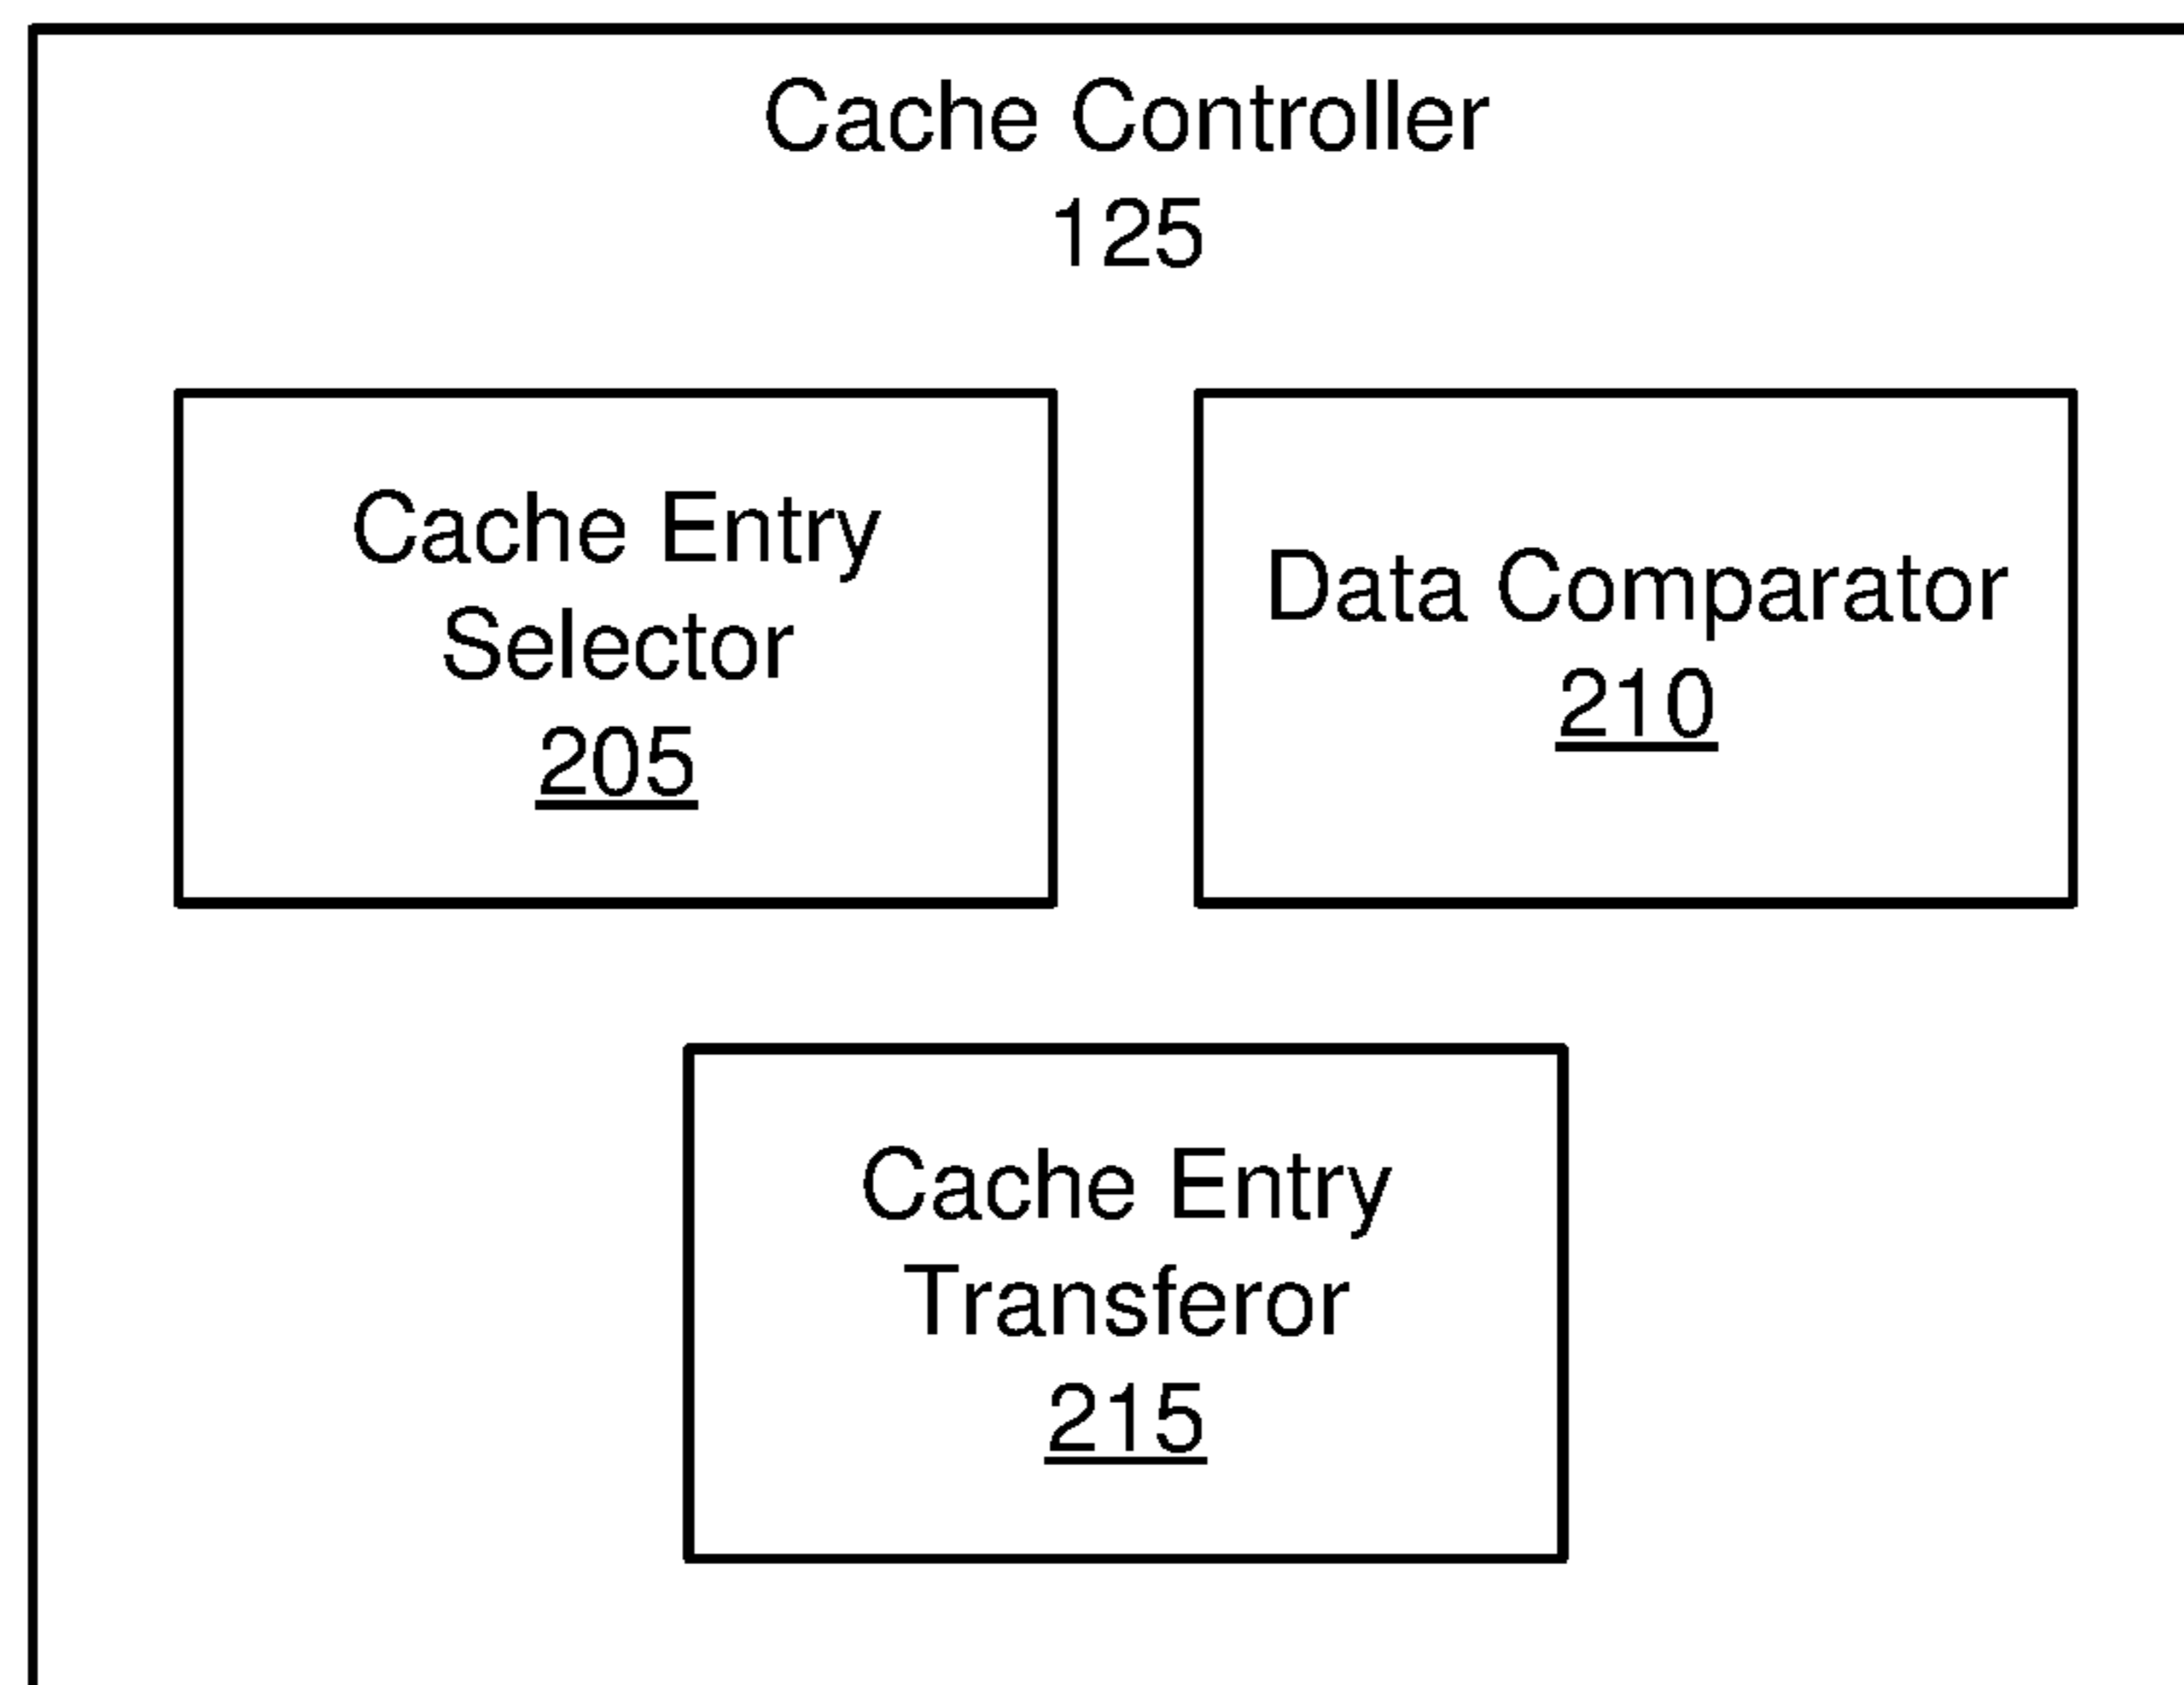 Cache Controller
125
Cache Entry
Selector
205
Data Comparator
210
Cache Entry
Transferor
215